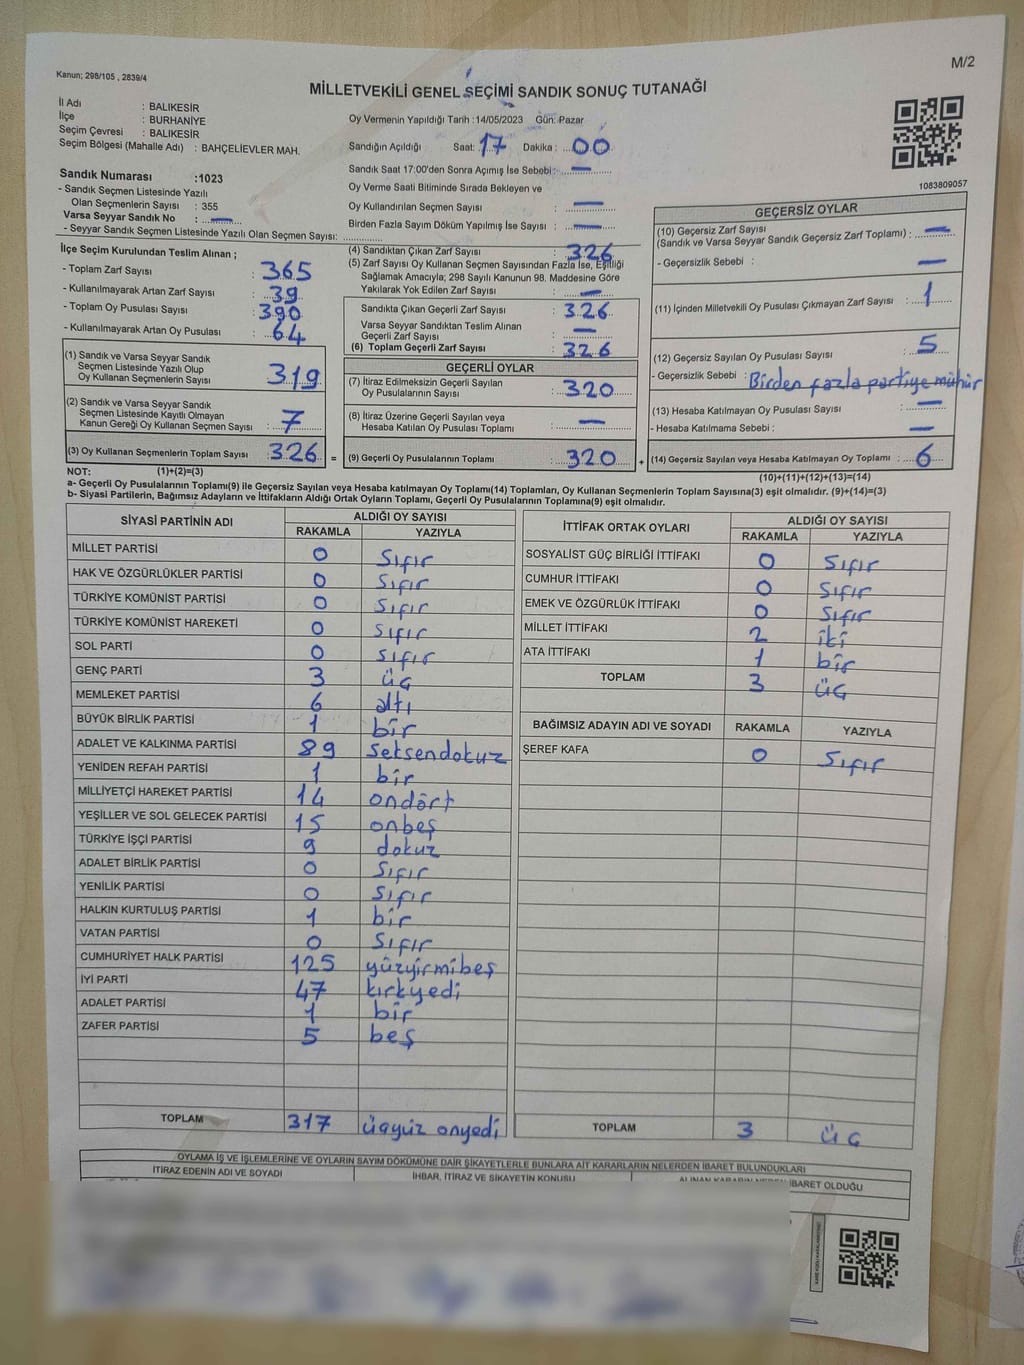 Kanun; 298/105 , 2839/4
M/2
MİLLETVEKİLİ GENEL SEÇİMİ SANDIK SONUÇ TUTANAĞI
İl Adı : BALIKESİR
İlçe : BURHANİYE
Seçim Çevresi : BALIKESİR
Seçim Bölgesi (Mahalle Adı) : BAHÇELİEVLER MAH.
Sandık Numarası :1023
- Sandık Seçmen Listesinde Yazılı
Olan Seçmenlerin Sayısı : 355
Varsa Seyyar Sandık No : —
- Seyyar Sandık Seçmen Listesinde Yazılı Olan Seçmen Sayısı:
Oy Vermenin Yapıldığı Tarih :14/05/2023 Gün: Pazar
Sandığın Açıldığı Saat: 17 Dakika : 00
Sandık Saat 17:00'den Sonra Açımış İse Sebebi : —
Oy Verme Saati Bitiminde Sırada Bekleyen ve
Oy Kullandırılan Seçmen Sayısı : —
Birden Fazla Sayım Döküm Yapılmış İse Sayısı : —
1083809057
İlçe Seçim Kurulundan Teslim Alınan ;
- Toplam Zarf Sayısı : 365
- Kullanılmayarak Artan Zarf Sayısı : 39
- Toplam Oy Pusulası Sayısı : 390
- Kullanılmayarak Artan Oy Pusulası : 64
(1) Sandık ve Varsa Seyyar Sandık
Seçmen Listesinde Yazılı Olup
Oy Kullanan Seçmenlerin Sayısı : 319
(2) Sandık ve Varsa Seyyar Sandık
Seçmen Listesinde Kayıtlı Olmayan
Kanun Gereği Oy Kullanan Seçmen Sayısı : 7
(3) Oy Kullanan Seçmenlerin Toplam Sayısı : 326 =
(4) Sandıktan Çıkan Zarf Sayısı : 326
(5) Zarf Sayısı Oy Kullanan Seçmen Sayısından Fazla İse, Eşitliği
Sağlamak Amacıyla; 298 Sayılı Kanunun 98. Maddesine Göre
Yakılarak Yok Edilen Zarf Sayısı : —
Sandıkta Çıkan Geçerli Zarf Sayısı : 326
Varsa Seyyar Sandıktan Teslim Alınan
Geçerli Zarf Sayısı : —
(6) Toplam Geçerli Zarf Sayısı : 326
GEÇERLİ OYLAR
(7) İtiraz Edilmeksizin Geçerli Sayılan
Oy Pusulalarının Sayısı : 320
(8) İtiraz Üzerine Geçerli Sayılan veya
Hesaba Katılan Oy Pusulası Toplamı : —
(9) Geçerli Oy Pusulalarının Toplamı : 320 +
GEÇERSİZ OYLAR
(10) Geçersiz Zarf Sayısı
(Sandık ve Varsa Seyyar Sandık Geçersiz Zarf Toplamı) : —
- Geçersizlik Sebebi : —
(11) İçinden Milletvekili Oy Pusulası Çıkmayan Zarf Sayısı : 1
(12) Geçersiz Sayılan Oy Pusulası Sayısı : 5
- Geçersizlik Sebebi : Birden fazla partiye mühür
(13) Hesaba Katılmayan Oy Pusulası Sayısı : —
- Hesaba Katılmama Sebebi : —
(14) Geçersiz Sayılan veya Hesaba Katılmayan Oy Toplamı : 6
NOT: (1)+(2)=(3)
(10)+(11)+(12)+(13)=(14)
a- Geçerli Oy Pusulalarının Toplamı(9) ile Geçersiz Sayılan veya Hesaba katılmayan Oy Toplamı(14) Toplamları, Oy Kullanan Seçmenlerin Toplam Sayısına(3) eşit olmalıdır. (9)+(14)=(3)
b- Siyasi Partilerin, Bağımsız Adayların ve İttifakların Aldığı Ortak Oyların Toplamı, Geçerli Oy Pusulalarının Toplamına(9) eşit olmalıdır.
SİYASİ PARTİNİN ADI ALDIĞI OY SAYISI
RAKAMLA YAZIYLA
MİLLET PARTİSİ 0 Sıfır
HAK VE ÖZGÜRLÜKLER PARTİSİ 0 Sıfır
TÜRKİYE KOMÜNİST PARTİSİ 0 Sıfır
TÜRKİYE KOMÜNİST HAREKETİ 0 Sıfır
SOL PARTİ 0 Sıfır
GENÇ PARTİ 3 üç
MEMLEKET PARTİSİ 6 altı
BÜYÜK BİRLİK PARTİSİ 1 bir
ADALET VE KALKINMA PARTİSİ 89 seksendokuz
YENİDEN REFAH PARTİSİ 1 bir
MİLLİYETÇİ HAREKET PARTİSİ 14 ondört
YEŞİLLER VE SOL GELECEK PARTİSİ 15 onbeş
TÜRKİYE İŞÇİ PARTİSİ 9 dokuz
ADALET BİRLİK PARTİSİ 0 Sıfır
YENİLİK PARTİSİ 0 Sıfır
HALKIN KURTULUŞ PARTİSİ 1 bir
VATAN PARTİSİ 0 Sıfır
CUMHURİYET HALK PARTİSİ 125 yüzyirmibeş
İYİ PARTİ 47 kırkyedi
ADALET PARTİSİ 1 bir
ZAFER PARTİSİ 5 beş
TOPLAM 317 üçyüz onyedi
İTTİFAK ORTAK OYLARI ALDIĞI OY SAYISI
RAKAMLA YAZIYLA
SOSYALİST GÜÇ BİRLİĞİ İTTİFAKI 0 Sıfır
CUMHUR İTTİFAKI 0 Sıfır
EMEK VE ÖZGÜRLÜK İTTİFAKI 0 Sıfır
MİLLET İTTİFAKI 2 iki
ATA İTTİFAKI 1 bir
TOPLAM 3 üç
BAĞIMSIZ ADAYIN ADI VE SOYADI RAKAMLA YAZIYLA
ŞEREF KAFA 0 Sıfır
TOPLAM 3 üç
OYLAMA İŞ VE İŞLEMLERİNE VE OYLARIN SAYIM DÖKÜMÜNE DAİR ŞİKAYETLERLE BUNLARA AİT KARARLARIN NELERDEN İBARET BULUNDUKLARI
İTİRAZ EDENİN ADI VE SOYADI İHBAR, İTİRAZ VE ŞİKAYETİN KONUSU ALINAN KARARIN NEDEN İBARET OLDUĞU